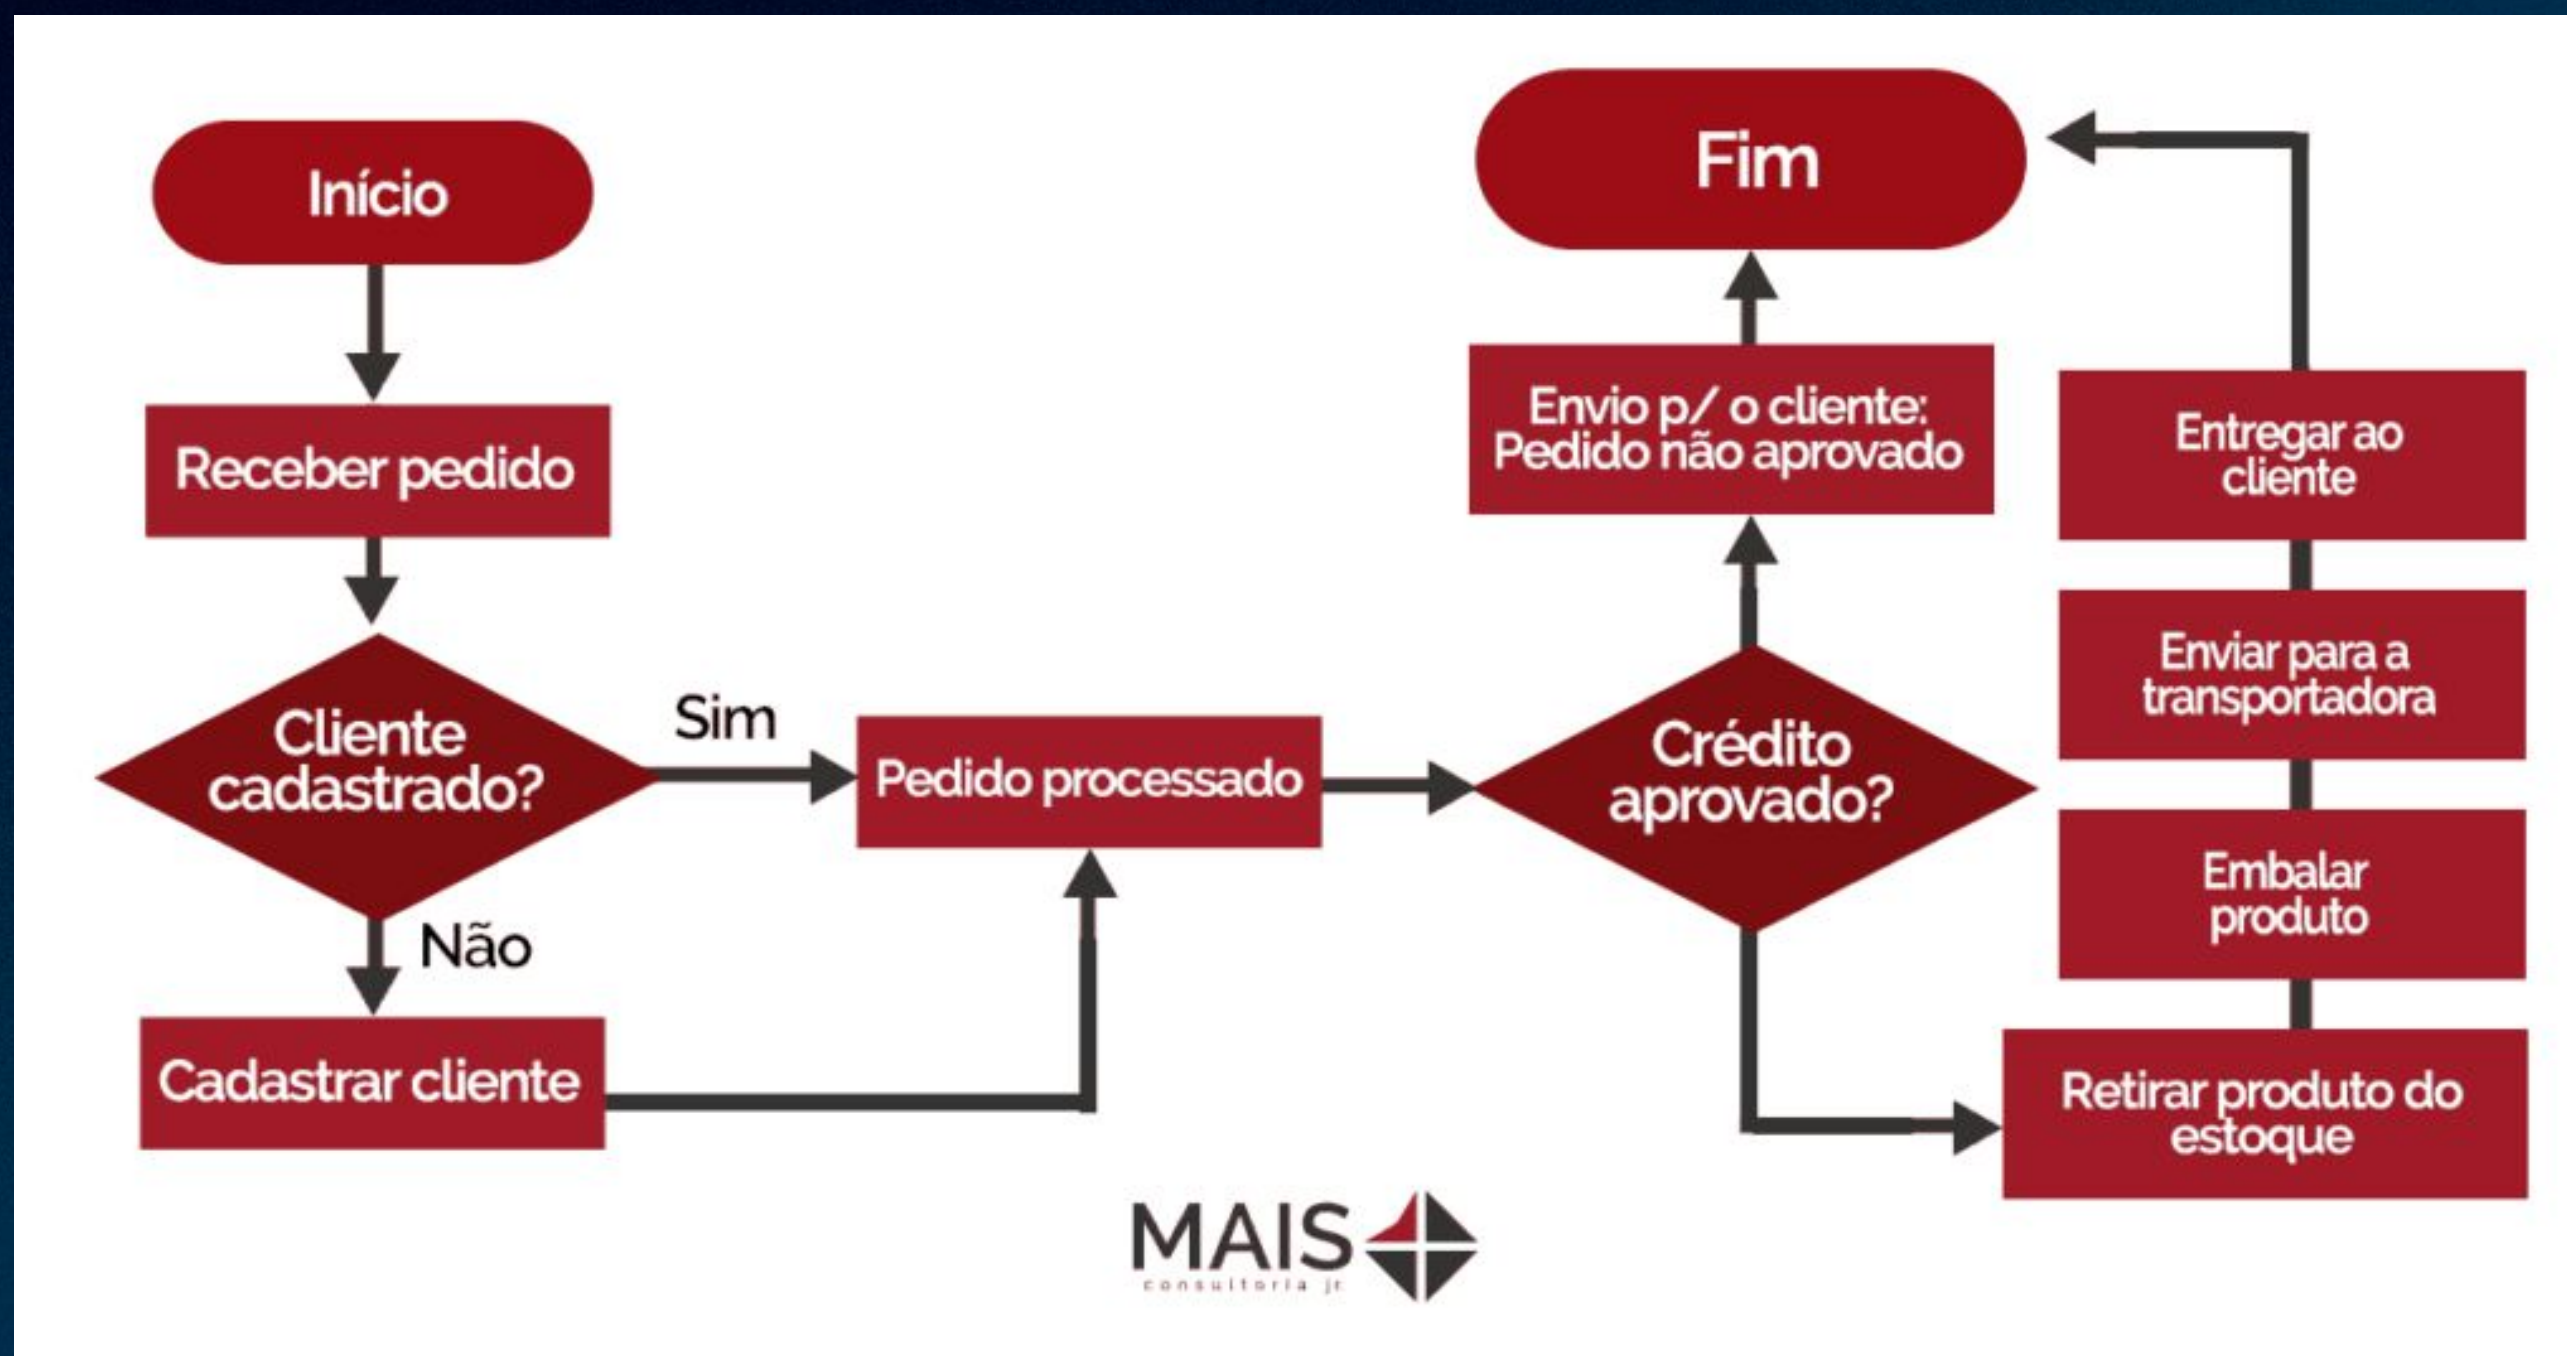 Início
Receber pedido
Cliente
cadastrado?
Sim
Não
Cadastrar cliente
Pedido processado
Crédito
aprovado?
Envio p/ o cliente:
Pedido não aprovado
Fim
Retirar produto do
estoque
Embalar
produto
Enviar para a
transportadora
Entregar ao
cliente
MAIS
consultoria jr